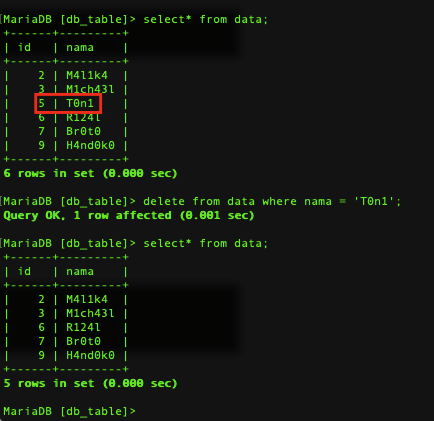 MariaDB [db_table]> select* from data;
+------+---------+
| id   | nama    |
+------+---------+
|    2 | M4l1k4  |
|    3 | M1ch43l |
|    5 | T0n1    |
|    6 | R124l   |
|    7 | Br0t0   |
|    9 | H4nd0k0 |
+------+---------+
6 rows in set (0.000 sec)
MariaDB [db_table]> delete from data where nama = 'T0n1';
Query OK, 1 row affected (0.001 sec)
MariaDB [db_table]> select* from data;
+------+---------+
| id   | nama    |
+------+---------+
|    2 | M4l1k4  |
|    3 | M1ch43l |
|    6 | R124l   |
|    7 | Br0t0   |
|    9 | H4nd0k0 |
+------+---------+
5 rows in set (0.000 sec)
MariaDB [db_table]>